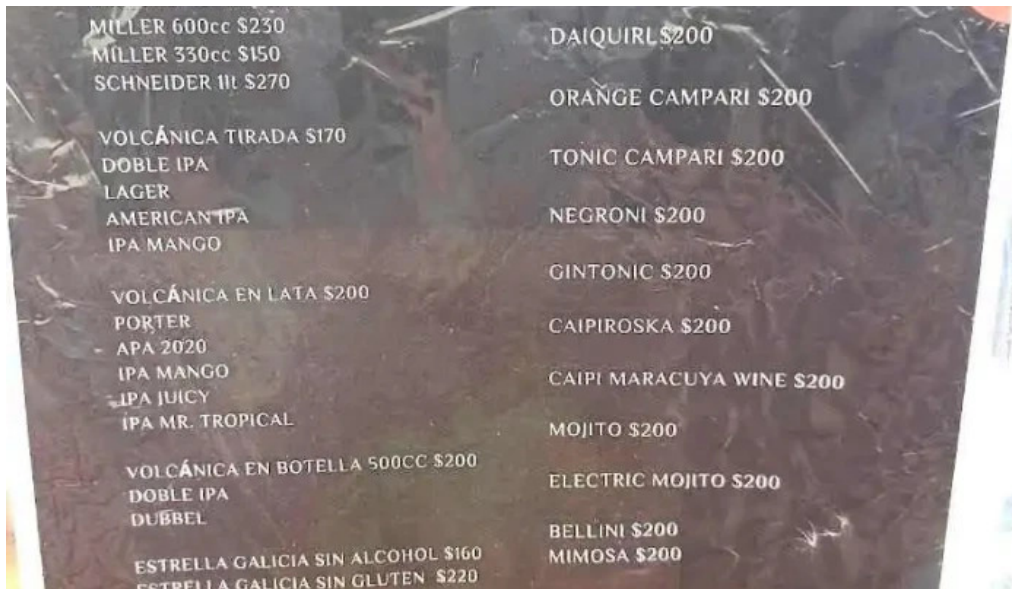 MILLER 600cc $230
MILLER 330cc $150
SCHNEIDER 1lt $270
VOLCÁNICA TIRADA $170
DOBLE IPA
LAGER
AMERICAN IPA
IPA MANGO
VOLCÁNICA EN LATA $200
PORTER
APA 2020
IPA MANGO
IPA JUICY
IPA MR. TROPICAL
VOLCÁNICA EN BOTELLA 500CC $200
DOBLE IPA
DUBBEL
ESTRELLA GALICIA SIN ALCOHOL $160
ESTRELLA GALICIA SIN GLUTEN $220
DAIQUIRI $200
ORANGE CAMPARI $200
TONIC CAMPARI $200
NEGRONI $200
GINTONIC $200
CAIPIROSKA $200
CAIPI MARACUYA WINE $200
MOJITO $200
ELECTRIC MOJITO $200
BELLINI $200
MIMOSA $200